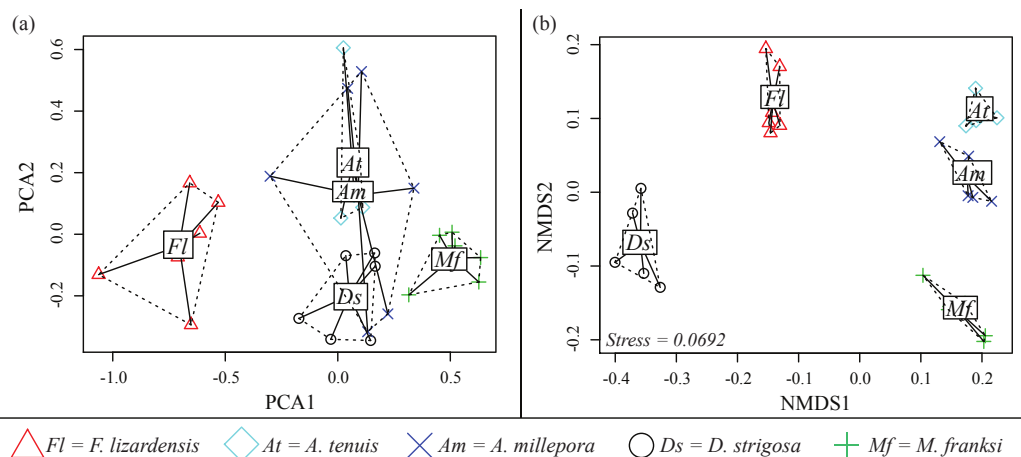 (a)
PCA2
0.6
0.4
0.2
0.0
-0.2
At
Am
Fl
Mf
Ds
-1.0 -0.5 0.0 0.5
PCA1
(b)
NMDS2
0.2
0.1
0.0
-0.1
-0.2
Fl
At
Am
Ds
Mf
Stress = 0.0692
-0.4 -0.3 -0.2 -0.1 0.0 0.1 0.2
NMDS1
Fl = F. lizardensis At = A. tenuis Am = A. millepora Ds = D. strigosa Mf = M. franksi